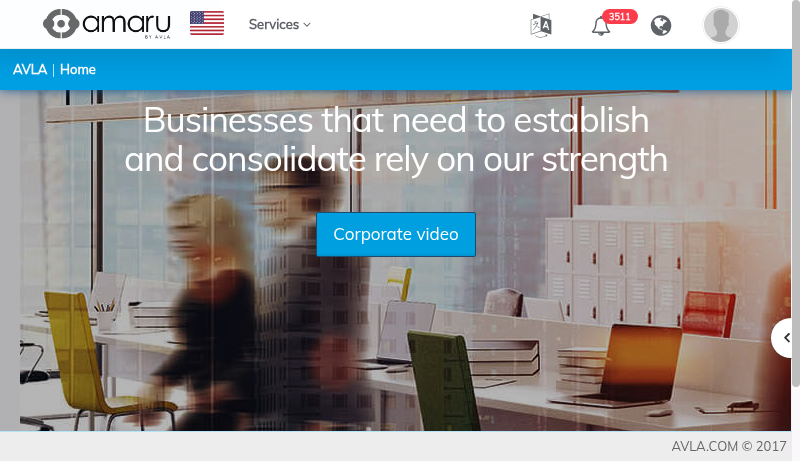 amaru
BY AVLA
Services
A
3511
AVLA | Home
Businesses that need to establish
and consolidate rely on our strength
Corporate video
AVLA.COM © 2017